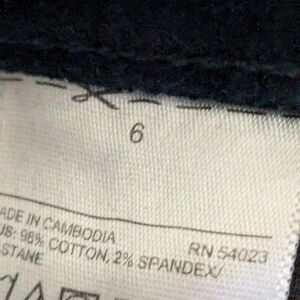 6
ADE IN CAMBODIA RN 54023
US: 98% COTTON, 2% SPANDEX/
STANE